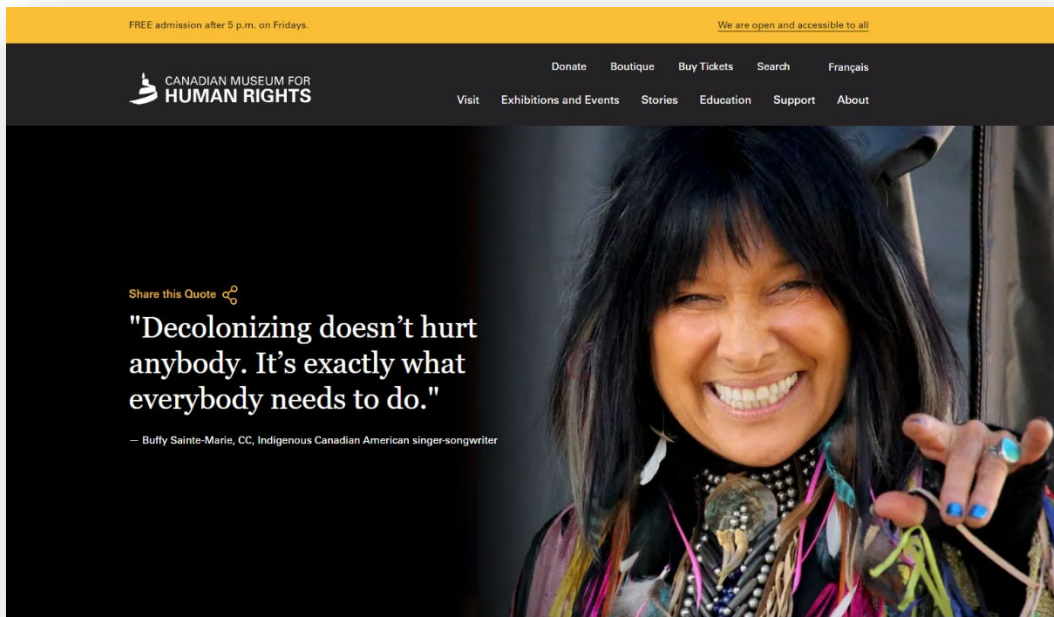 FREE admission after 5 p.m. on Fridays.
We are open and accessible to all
CANADIAN MUSEUM FOR
HUMAN RIGHTS
Donate Boutique Buy Tickets Search Français
Visit Exhibitions and Events Stories Education Support About
Share this Quote
"Decolonizing doesn’t hurt
anybody. It’s exactly what
everybody needs to do."
— Buffy Sainte-Marie, CC, Indigenous Canadian American singer-songwriter